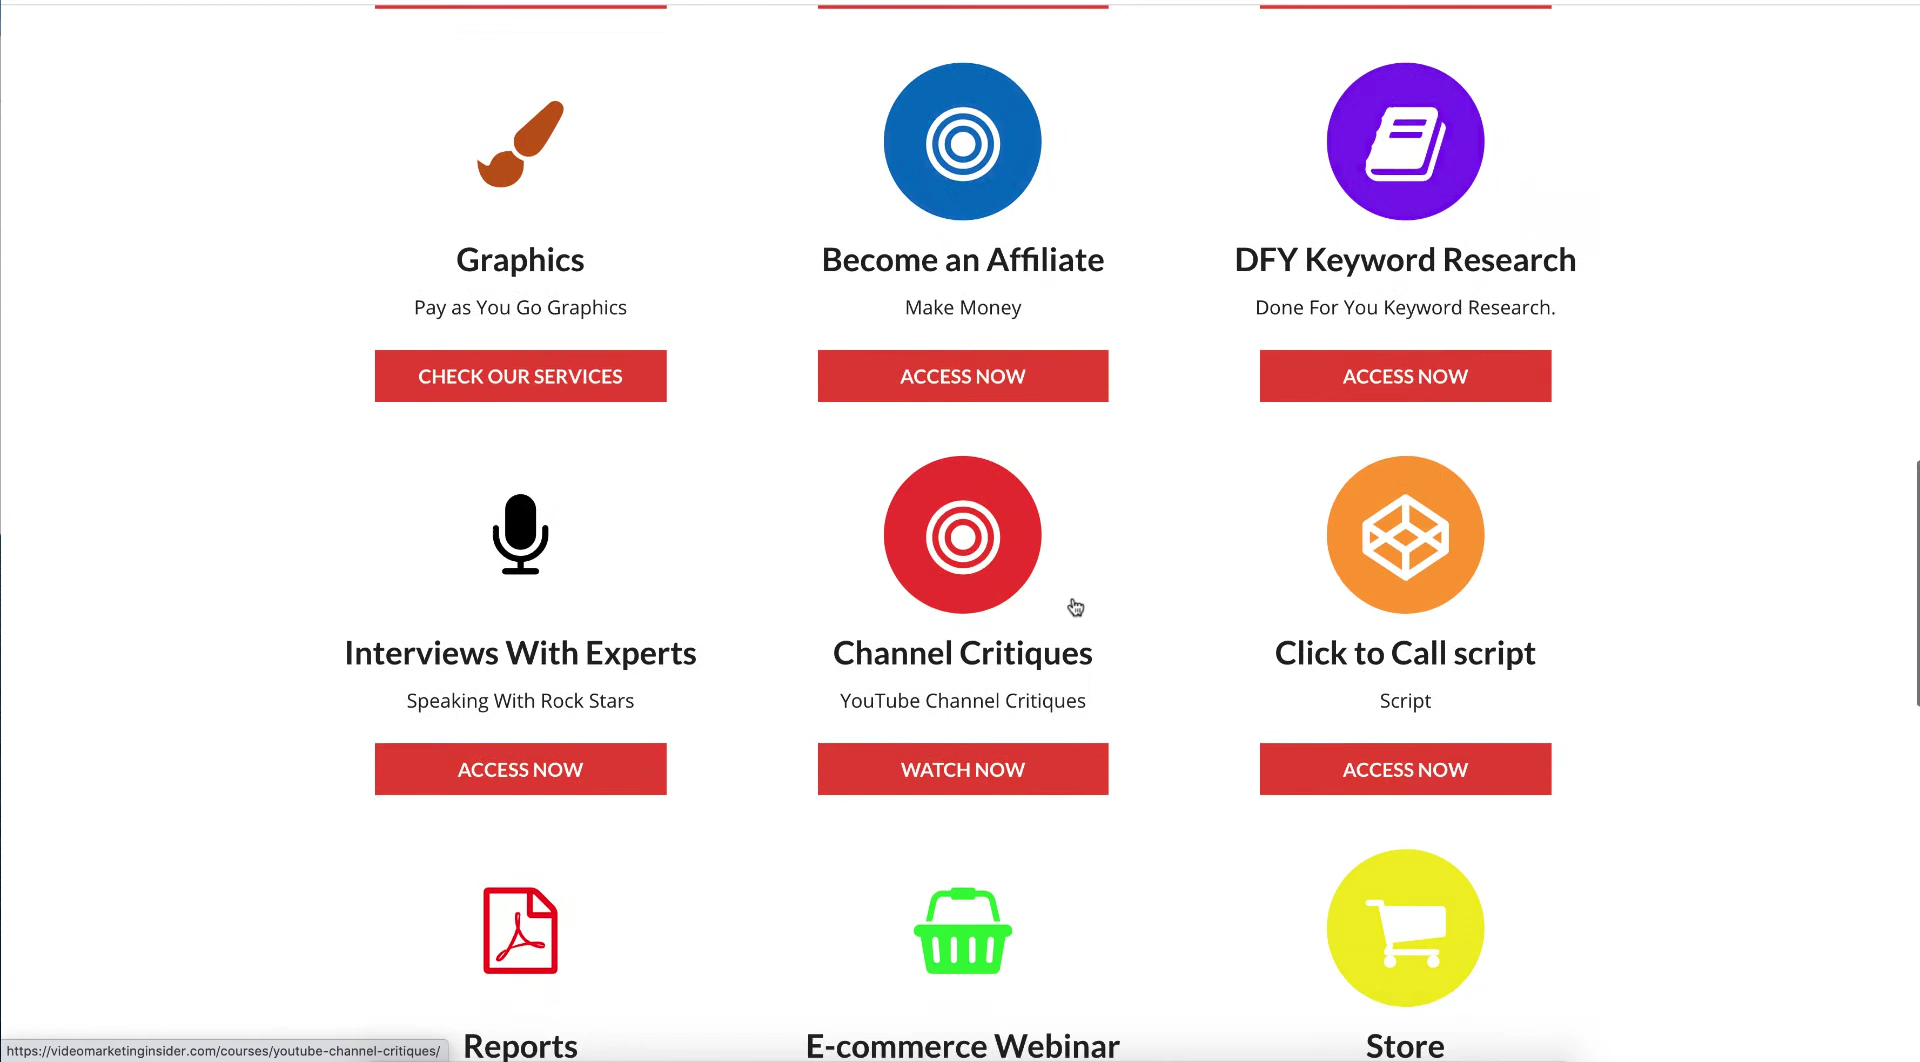 Graphics
Become an Affiliate
DFY Keyword Research
Pay as You Go Graphics
Make Money
Done For You Keyword Research.
CHECK OUR SERVICES
ACCESS NOW
ACCESS NOW
Interviews With Experts
Channel Critiques
Click to Call script
Speaking With Rock Stars
YouTube Channel Critiques
Script
ACCESS NOW
WATCH NOW
ACCESS NOW
Reports
E-commerce Webinar
Store
https://videomarketinginsider.com/courses/youtube-channel-critiques/